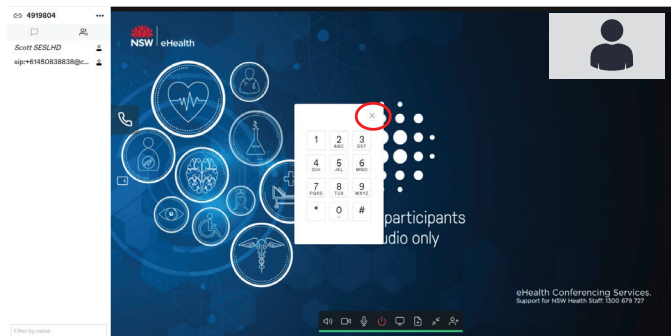 4919804
Scott SESLHD
sip:+61450838838@c...
Filter by name
NSW eHealth
1 2 3
ABC DEF
4 5 6
GHI JKL MNO
7 8 9
PQRS TUV WXYZ
* 0 #
participants
udio only
eHealth Conferencing Services.
Support for NSW Health Staff: 1300 679 727